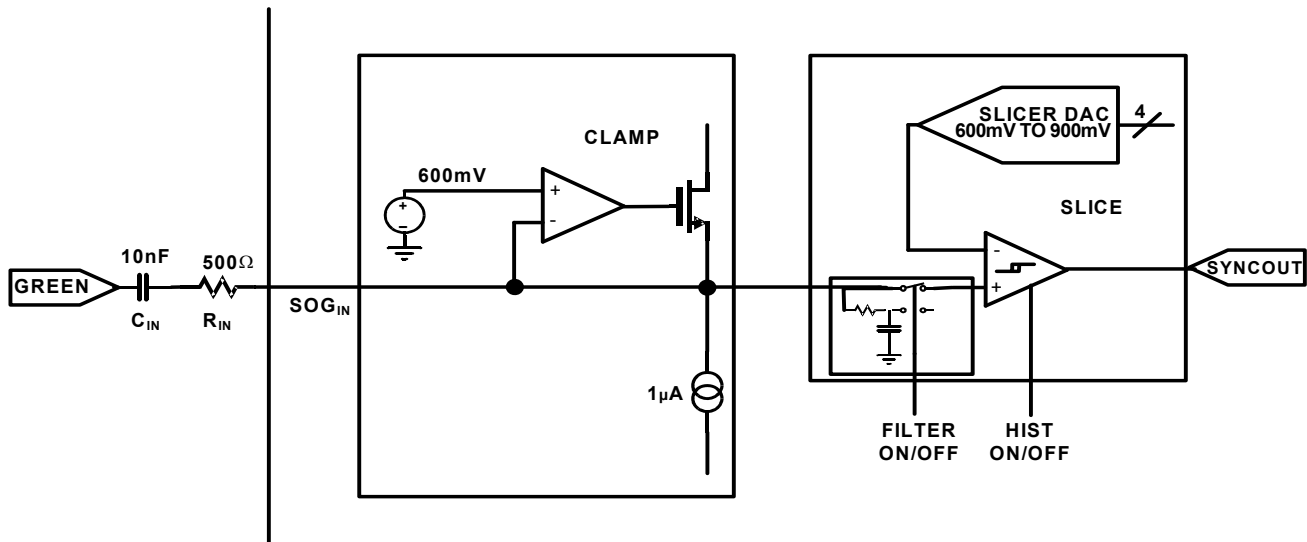 GREEN
10nF
C_IN
500Ω
R_IN
SOG_IN
CLAMP
600mV
+
-
+
-
1µA
SLICER DAC
600mV TO 900mV
4
SLICE
-
+
SYNCOUT
FILTER
ON/OFF
HIST
ON/OFF